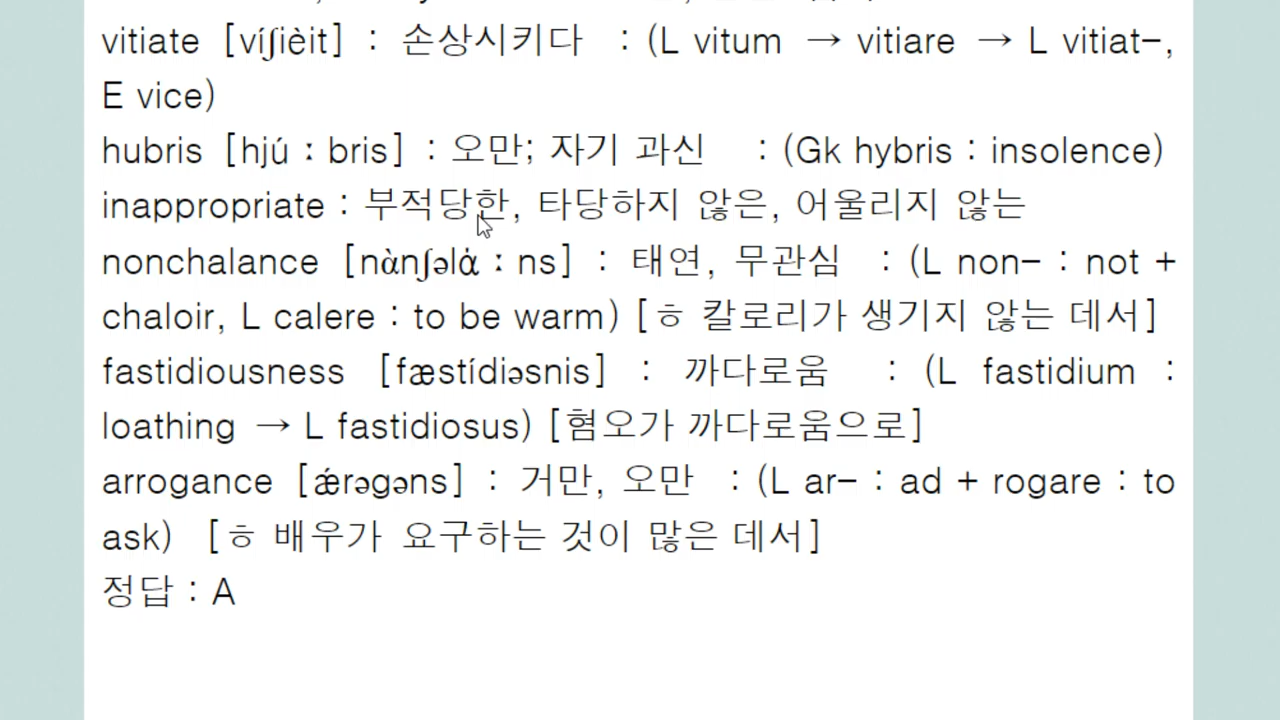 vitiate [víʃièit] : 손상시키다 : (L vitum → vitiare → L vitiat-,
E vice)
hubris [hjúːbris] : 오만; 자기 과신 : (Gk hybris : insolence)
inappropriate : 부적당한, 타당하지 않은, 어울리지 않는
nonchalance [nὰnʃəlάːns] : 태연, 무관심 : (L non- : not +
chaloir, L calere : to be warm) [ㅎ 칼로리가 생기지 않는 데서]
fastidiousness [fæstídiəsnis] : 까다로움 : (L fastidium :
loathing → L fastidiosus) [혐오가 까다로움으로]
arrogance [ǽrəgəns] : 거만, 오만 : (L ar- : ad + rogare : to
ask) [ㅎ 배우가 요구하는 것이 많은 데서]
정답 : A